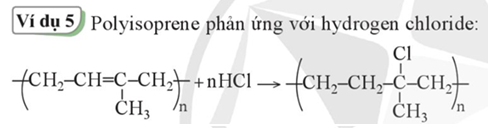 Ví dụ 5 Polyisoprene phản ứng với hydrogen chloride:
Cl
(CH₂–CH=C–CH₂)n + nHCl → (CH₂–CH₂–C–CH₂)n
CH₃ CH₃